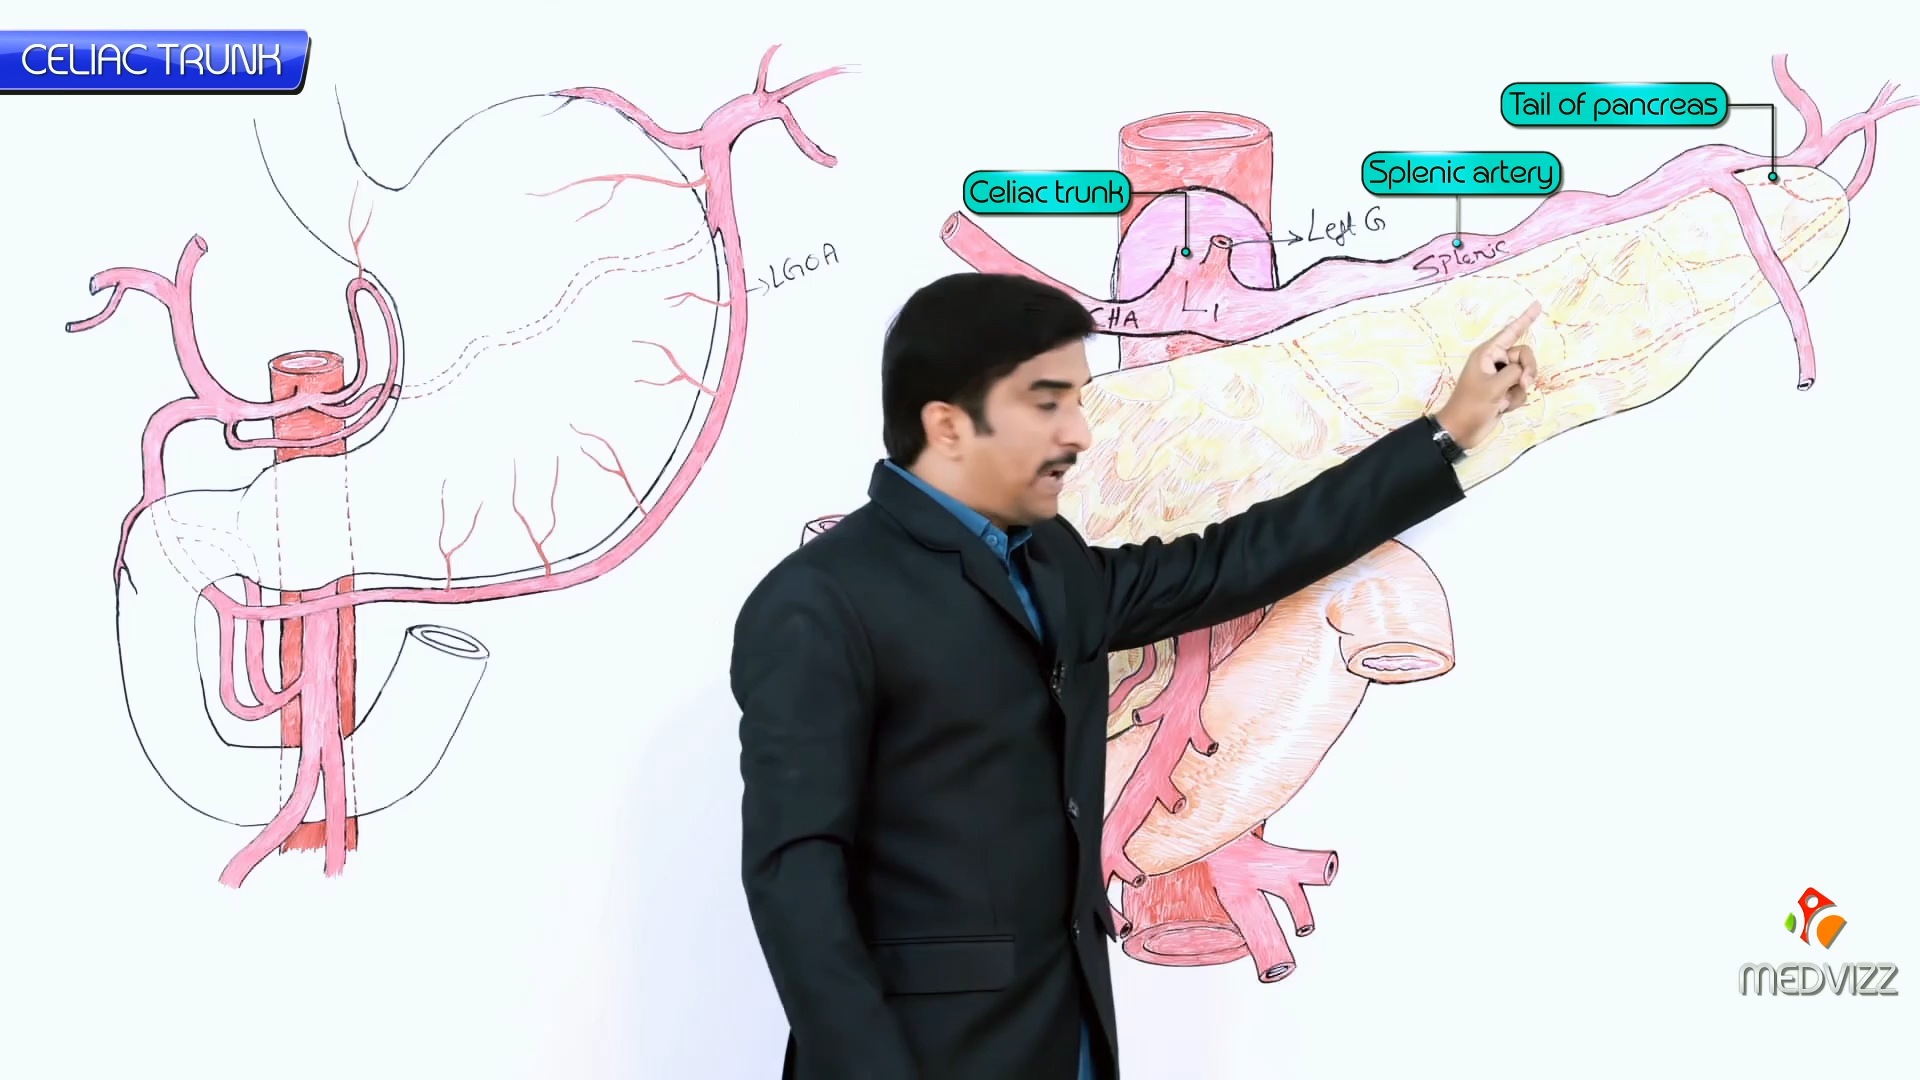 CELIAC TRUNK
Tail of pancreas
Splenic artery
Celiac trunk
Left G
Splenic
LGOA
CHA
L1
MEDVIZZ